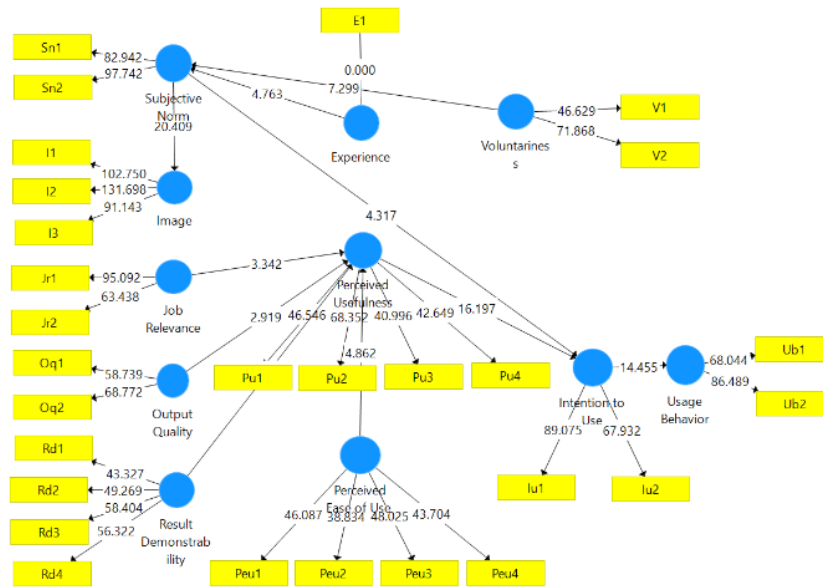 E1
Sn1
82.942
Sn2
97.742
Subjective
Norm
20.409
0.000
4.763
7.299
Experience
Voluntarines
s
46.629
V1
71.868
V2
I1
102.750
I2
131.698
I3
91.143
Image
4.317
Jr1
95.092
Jr2
63.438
Job
Relevance
3.342
Perceived
Usefulness
2.919
46.546
68.352
40.996
42.649
16.197
4.862
Oq1
58.739
Oq2
68.772
Output
Quality
Pu1
Pu2
Pu3
Pu4
Intention to
Use
14.455
Usage
Behavior
68.044
Ub1
86.489
Ub2
89.075
67.932
Iu1
Iu2
Rd1
43.327
Rd2
49.269
Rd3
58.404
Rd4
56.322
Result
Demonstrab
ility
Perceived
Ease of Use
46.087
38.834
48.025
43.704
Peu1
Peu2
Peu3
Peu4